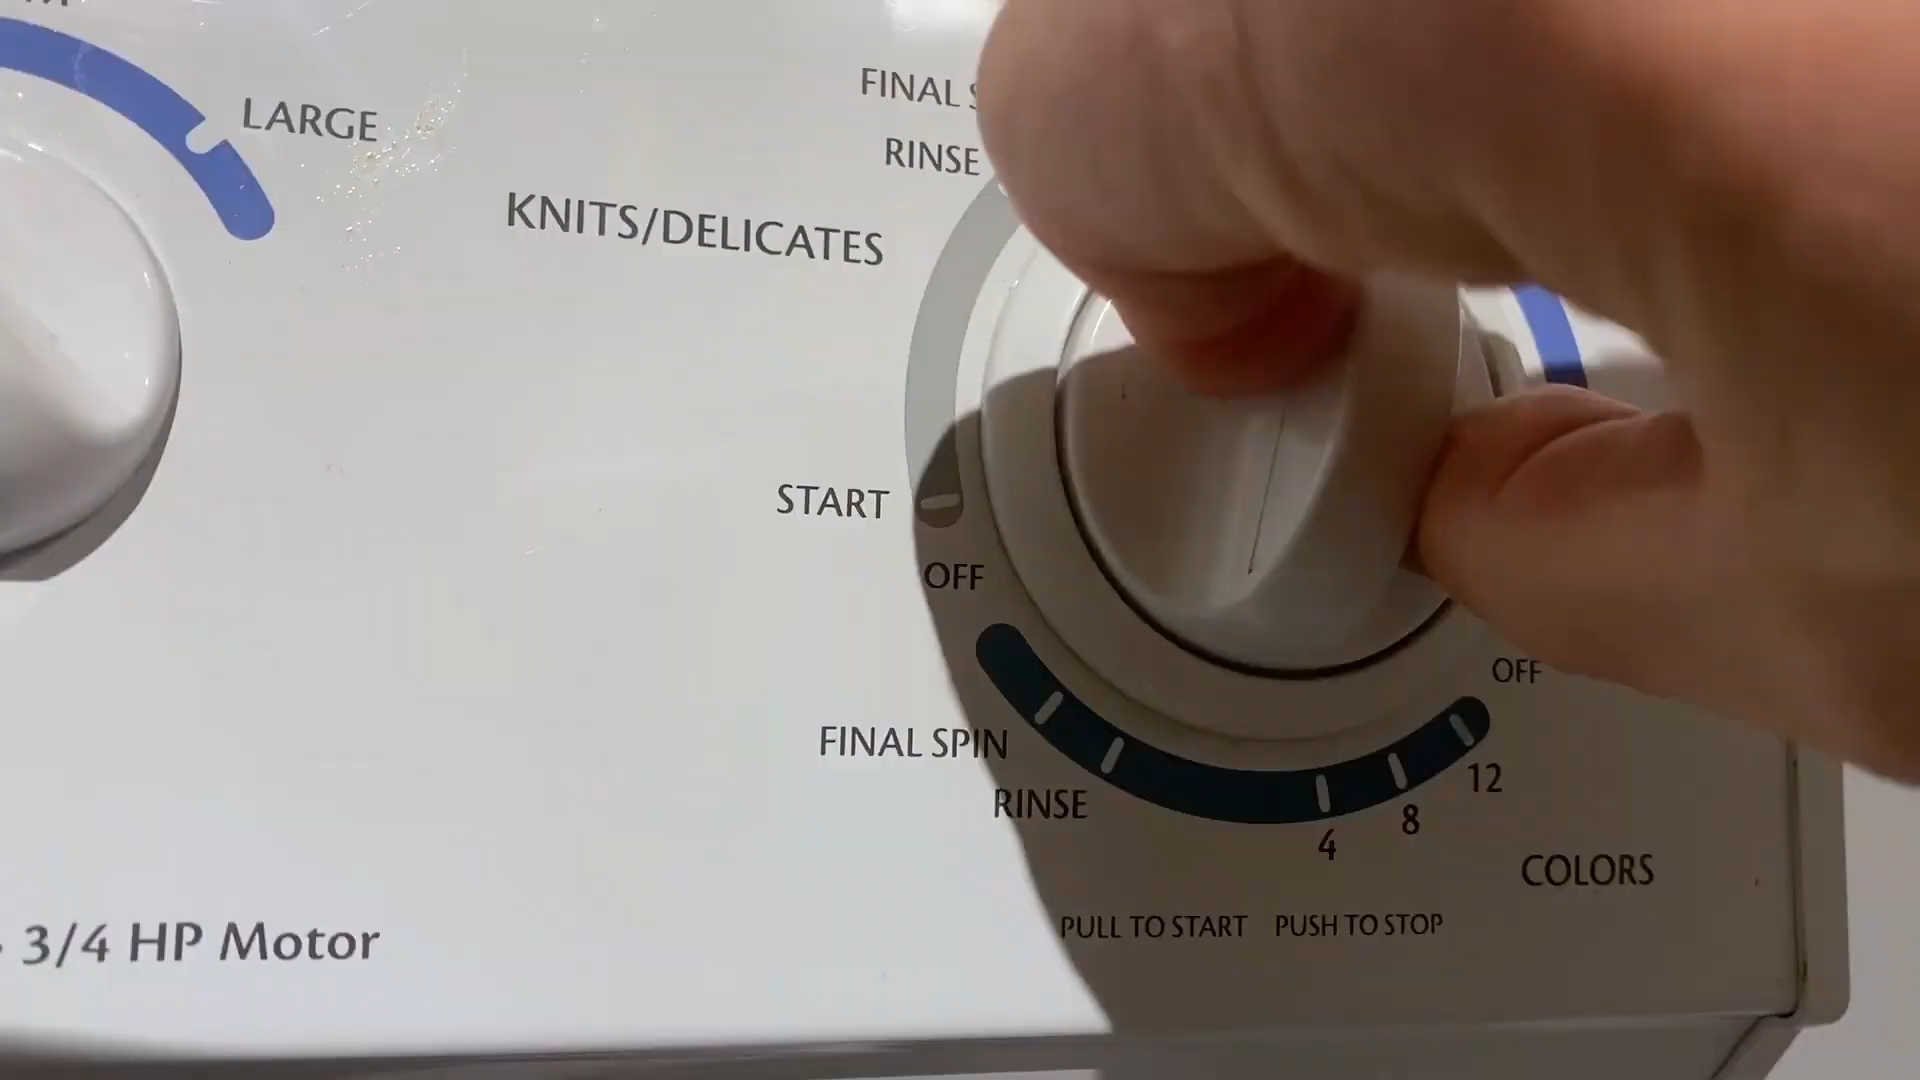 LARGE
FINAL
RINSE
KNITS/DELICATES
START
OFF
OFF
FINAL SPIN
12
RINSE
8
4
COLORS
PULL TO START PUSH TO STOP
3/4 HP Motor